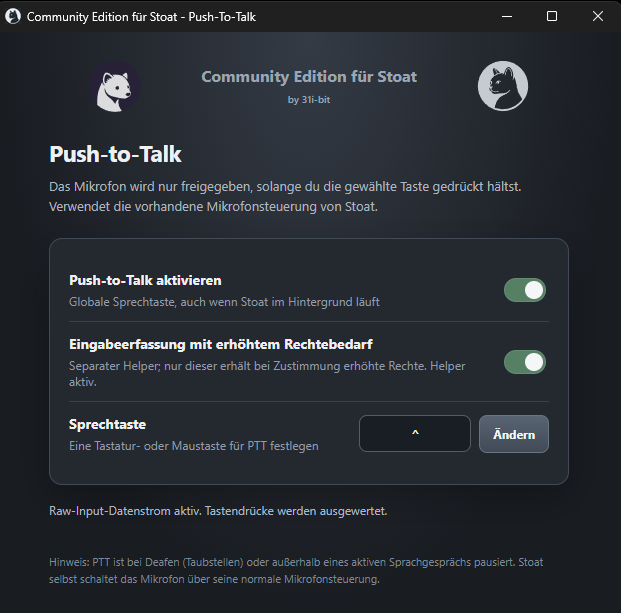 Community Edition für Stoat - Push-To-Talk
Community Edition für Stoat
by 31i-bit
Push-to-Talk
Das Mikrofon wird nur freigegeben, solange du die gewählte Taste gedrückt hältst.
Verwendet die vorhandene Mikrofonsteuerung von Stoat.
Push-to-Talk aktivieren
Globale Sprechtaste, auch wenn Stoat im Hintergrund läuft
Eingabeerfassung mit erhöhtem Rechtebedarf
Separater Helper; nur dieser erhält bei Zustimmung erhöhte Rechte. Helper
aktiv.
Sprechtaste
Eine Tastatur- oder Maustaste für PTT festlegen
^
Ändern
Raw-Input-Datenstrom aktiv. Tastendrücke werden ausgewertet.
Hinweis: PTT ist bei Deafen (Taubstellen) oder außerhalb eines aktiven Sprachgesprächs pausiert. Stoat
selbst schaltet das Mikrofon über seine normale Mikrofonsteuerung.